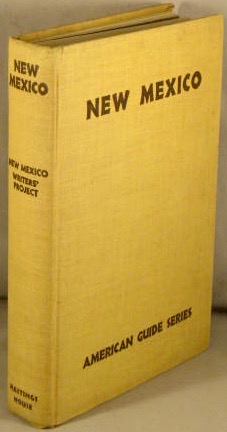 NEW
MEXICO
NEW MEXICO
WRITERS'
PROJECT
HASTINGS
HOUSE
NEW MEXICO
AMERICAN GUIDE SERIES